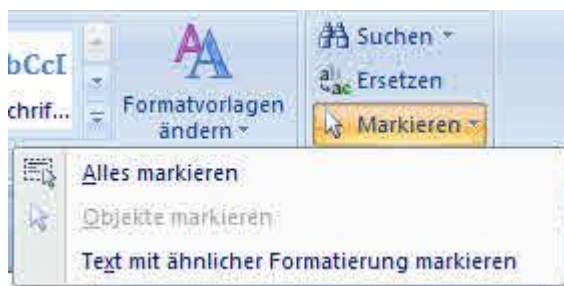 bCcI
chrif...
Formatvorlagen
ändern
Suchen
Ersetzen
Markieren
Alles markieren
Objekte markieren
Text mit ähnlicher Formatierung markieren